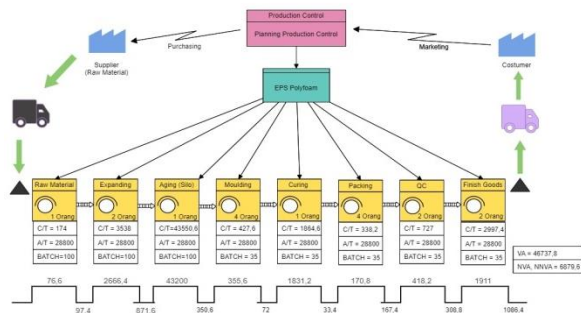 Production Control
Planning Production Control
Purchasing
Marketing
Supplier
(Raw Material)
Costumer
EPS Polyfoam
Raw Material
1 Orang
C/T = 174
A/T = 28800
BATCH=100
Expanding
2 Orang
C/T = 3538
A/T = 28800
BATCH=100
Aging (Silo)
1 Orang
C/T=43550,6
A/T = 28800
BATCH=100
Moulding
4 Orang
C/T = 427,6
A/T = 28800
BATCH = 35
Curing
1 Orang
C/T = 1864,6
A/T = 28800
BATCH = 35
Packing
4 Orang
C/T = 338,2
A/T = 28800
BATCH = 35
QC
2 Orang
C/T = 727
A/T = 28800
BATCH = 35
Finish Goods
2 Orang
C/T = 2997,4
A/T = 28800
BATCH = 35
VA = 46737,8
NVA, NNVA = 6879,6
76,6
2666,4
43200
355,6
1831,2
170,8
418,2
1911
97,4
871,6
350,6
72
33,4
167,4
308,8
1086,4